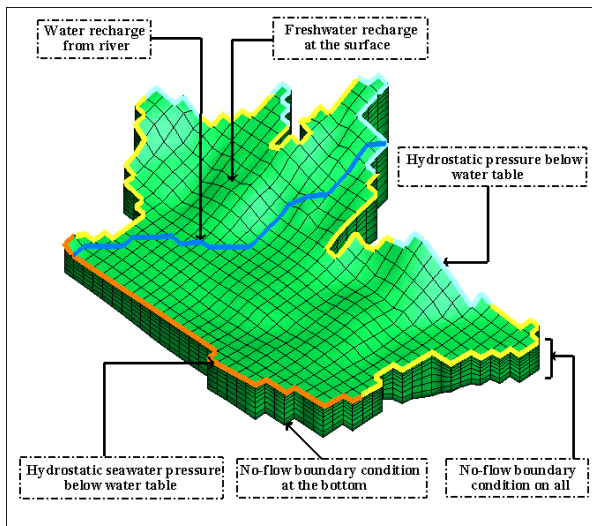 Water recharge
from river
Freshwater recharge
at the surface
Hydrostatic pressure below
water table
Hydrostatic seawater pressure
below water table
No-flow boundary condition
at the bottom
No-flow boundary
condition on all